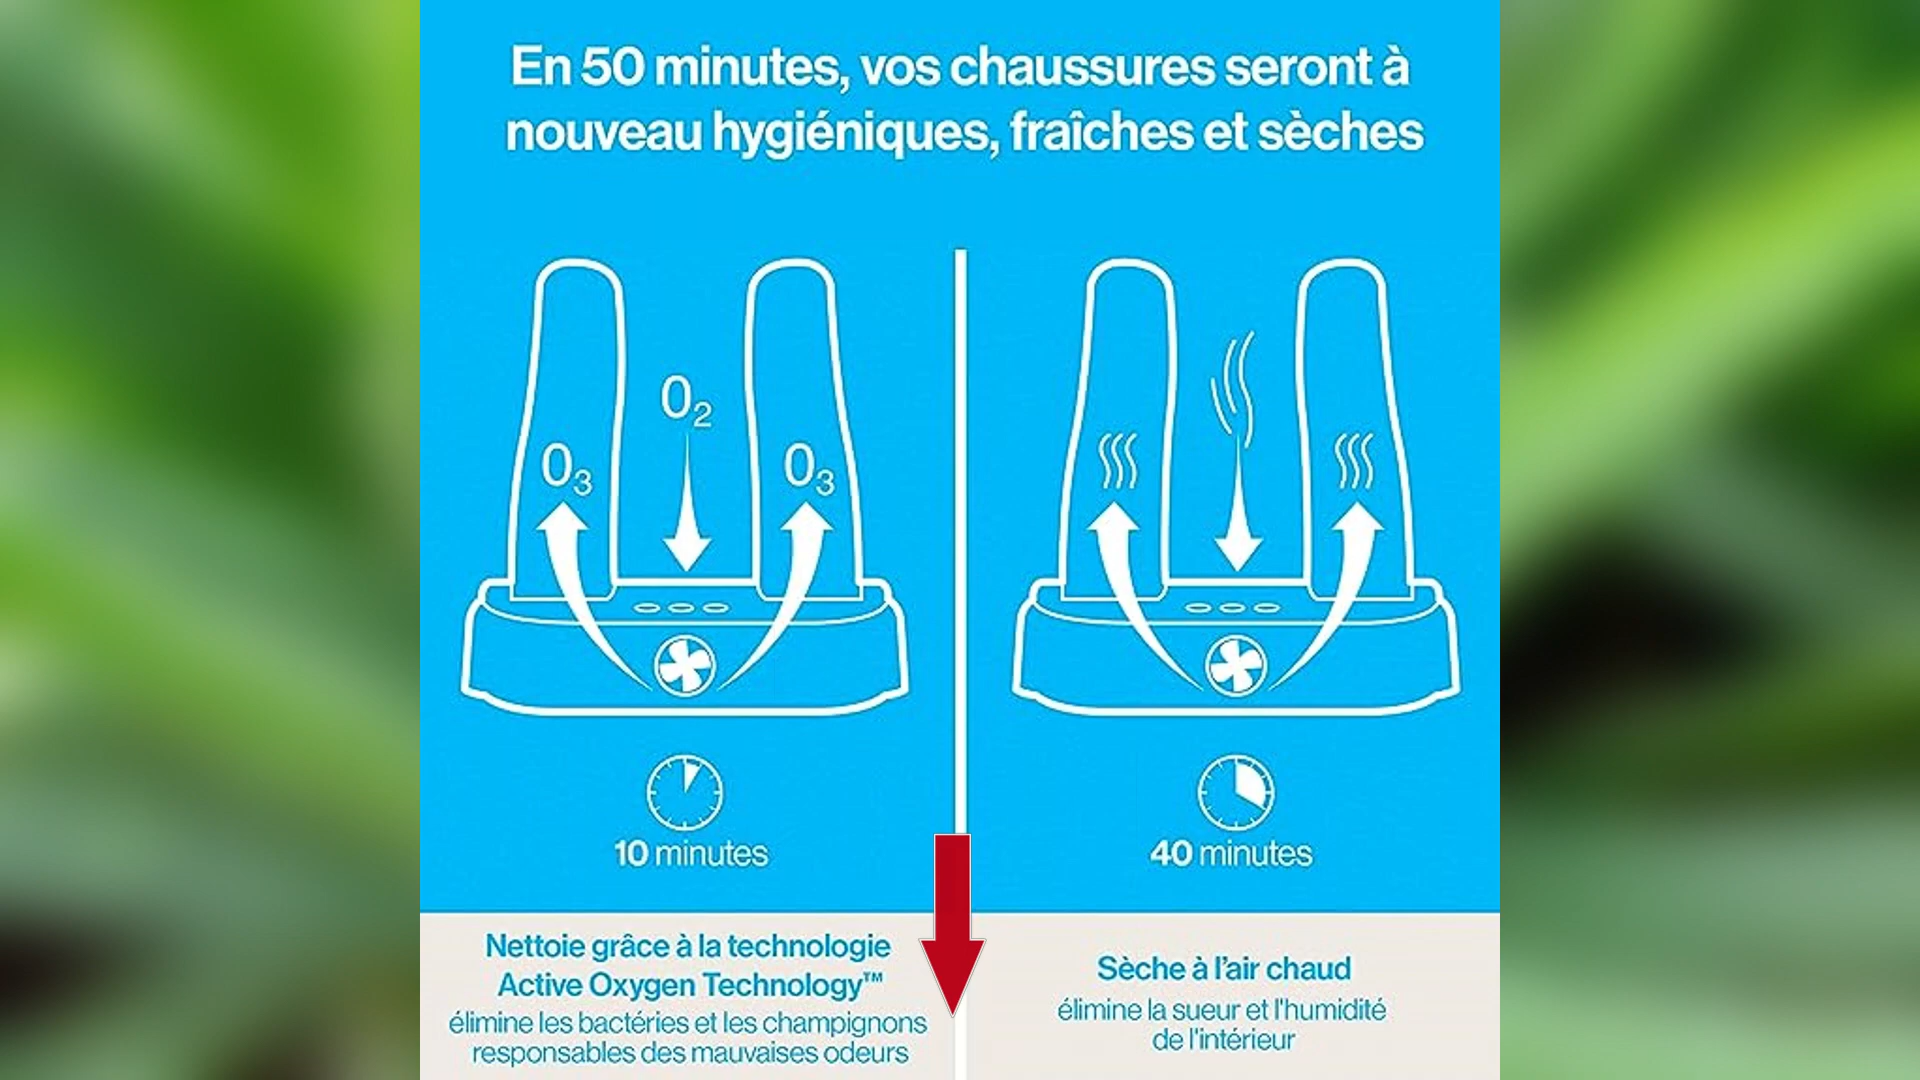 En 50 minutes, vos chaussures seront à
nouveau hygiéniques, fraîches et sèches
O2
O3
O3
10 minutes
40 minutes
Nettoie grâce à la technologie
Active Oxygen Technology™
élimine les bactéries et les champignons
responsables des mauvaises odeurs
Sèche à l'air chaud
élimine la sueur et l'humidité
de l'intérieur